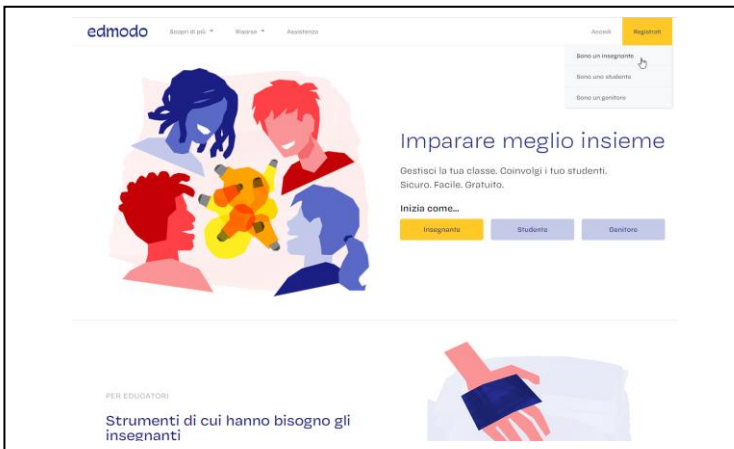 edmodo Scopri di più Risorse Assistenza Accedi Registrati
Sono un insegnante
Sono uno studente
Sono un genitore
Imparare meglio insieme
Gestisci la tua classe. Coinvolgi i tuo studenti.
Sicuro. Facile. Gratuito.
Inizia come...
Insegnante Studente Genitore
PER EDUCATORI
Strumenti di cui hanno bisogno gli
insegnanti